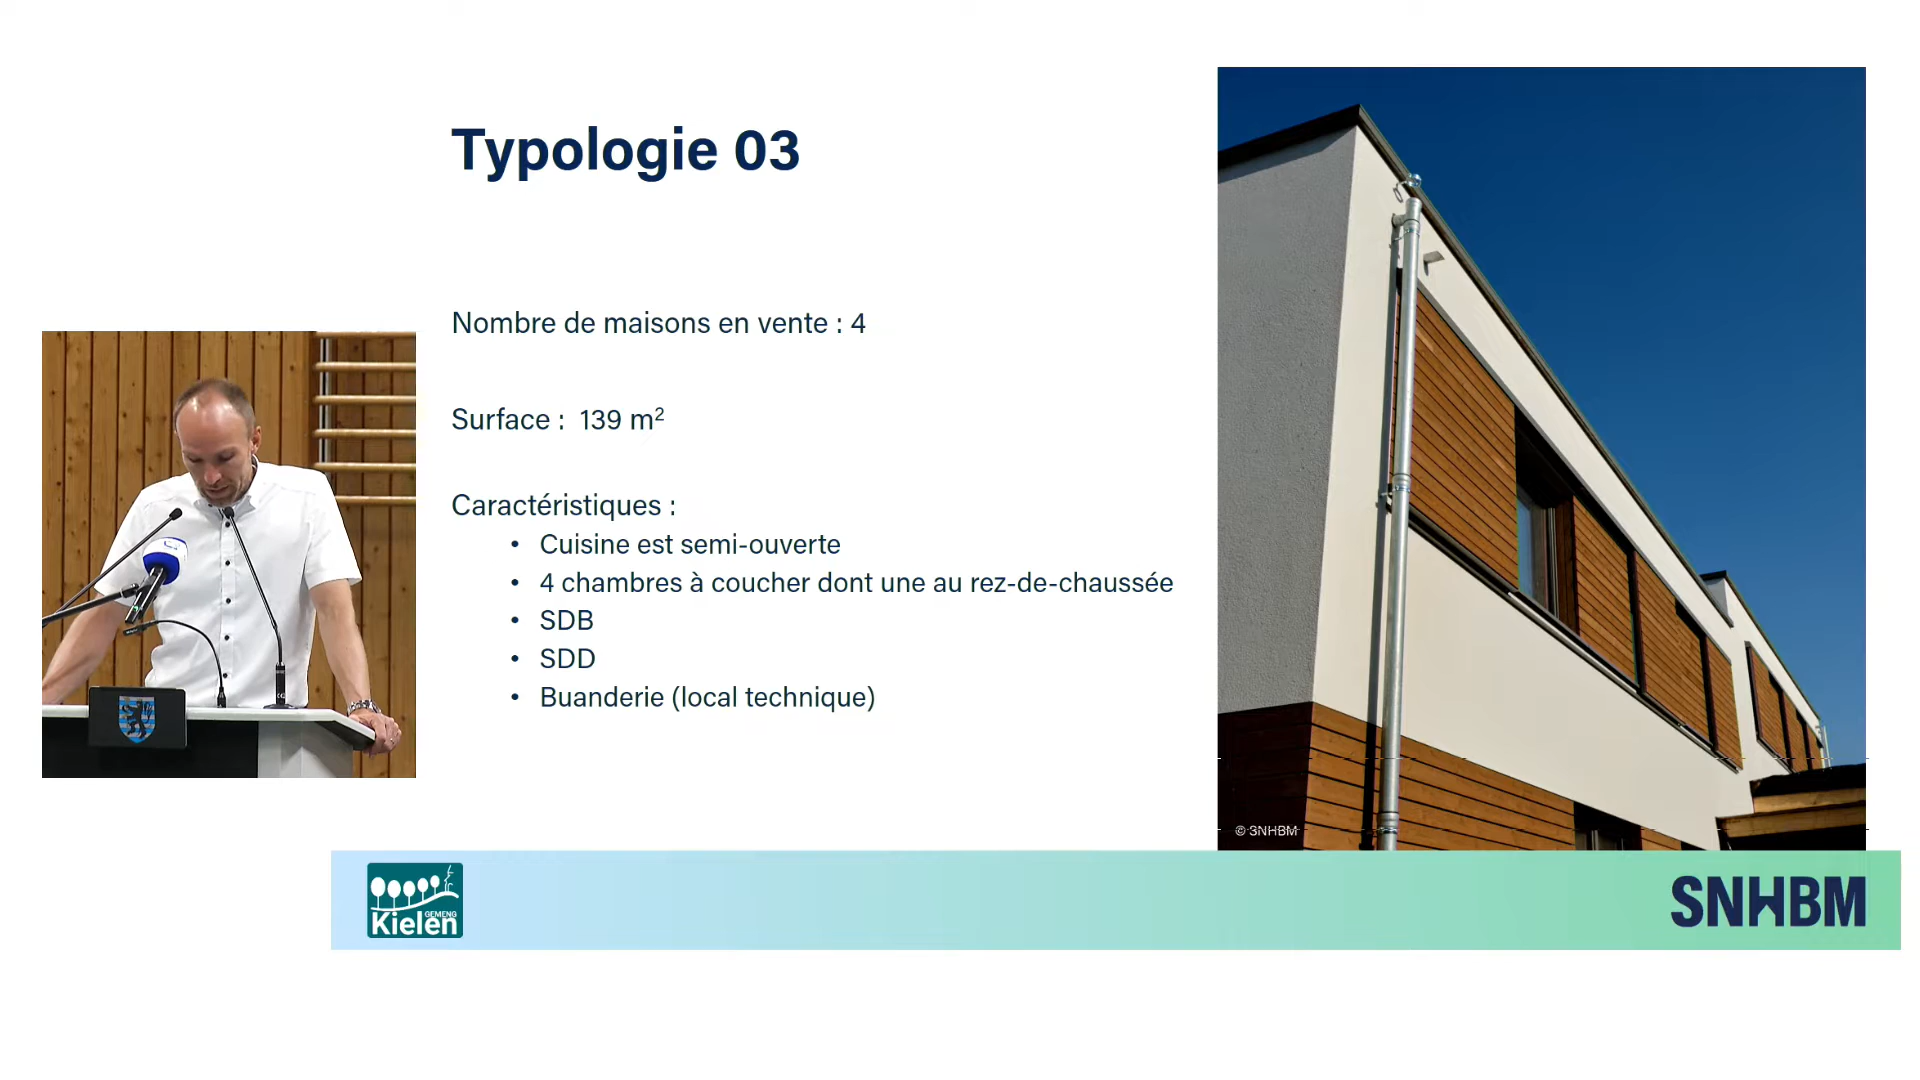 Typologie 03
Nombre de maisons en vente : 4
Surface : 139 m²
Caractéristiques :
• Cuisine est semi-ouverte
• 4 chambres à coucher dont une au rez-de-chaussée
• SDB
• SDD
• Buanderie (local technique)
© SNHBM
GEMENG
Kielen
SNHBM